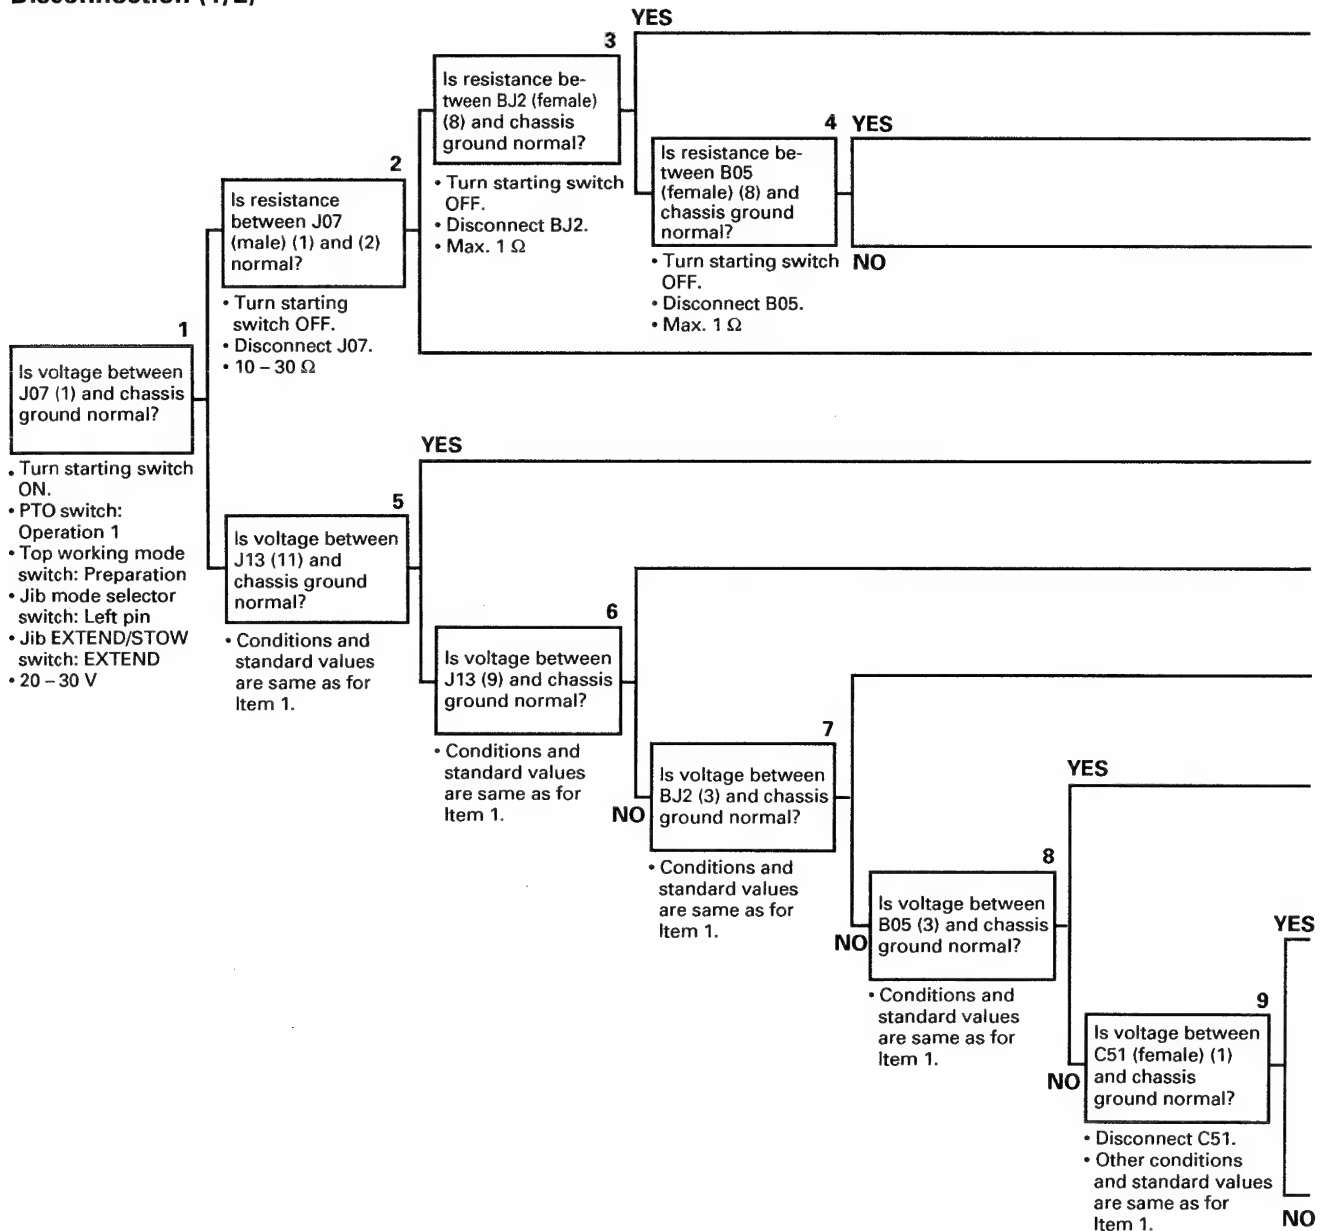 Disconnection (1/2)
1
Is voltage between
J07 (1) and chassis
ground normal?
• Turn starting switch
ON.
• PTO switch:
Operation 1
• Top working mode
switch: Preparation
• Jib mode selector
switch: Left pin
• Jib EXTEND/STOW
switch: EXTEND
• 20 – 30 V
2
Is resistance
between J07
(male) (1) and (2)
normal?
• Turn starting
switch OFF.
• Disconnect J07.
• 10 – 30 Ω
3
YES
Is resistance be-
tween BJ2 (female)
(8) and chassis
ground normal?
• Turn starting switch
OFF.
• Disconnect BJ2.
• Max. 1 Ω
4
YES
Is resistance be-
tween B05
(female) (8) and
chassis ground
normal?
• Turn starting switch
OFF.
• Disconnect B05.
• Max. 1 Ω
NO
5
YES
Is voltage between
J13 (11) and
chassis ground
normal?
• Conditions and
standard values
are same as for
Item 1.
6
Is voltage between
J13 (9) and chassis
ground normal?
• Conditions and
standard values
are same as for
Item 1.
NO
7
Is voltage between
BJ2 (3) and chassis
ground normal?
• Conditions and
standard values
are same as for
Item 1.
NO
8
YES
Is voltage between
B05 (3) and chassis
ground normal?
• Conditions and
standard values
are same as for
Item 1.
NO
9
YES
Is voltage between
C51 (female) (1)
and chassis
ground normal?
• Disconnect C51.
• Other conditions
and standard values
are same as for
Item 1.
NO